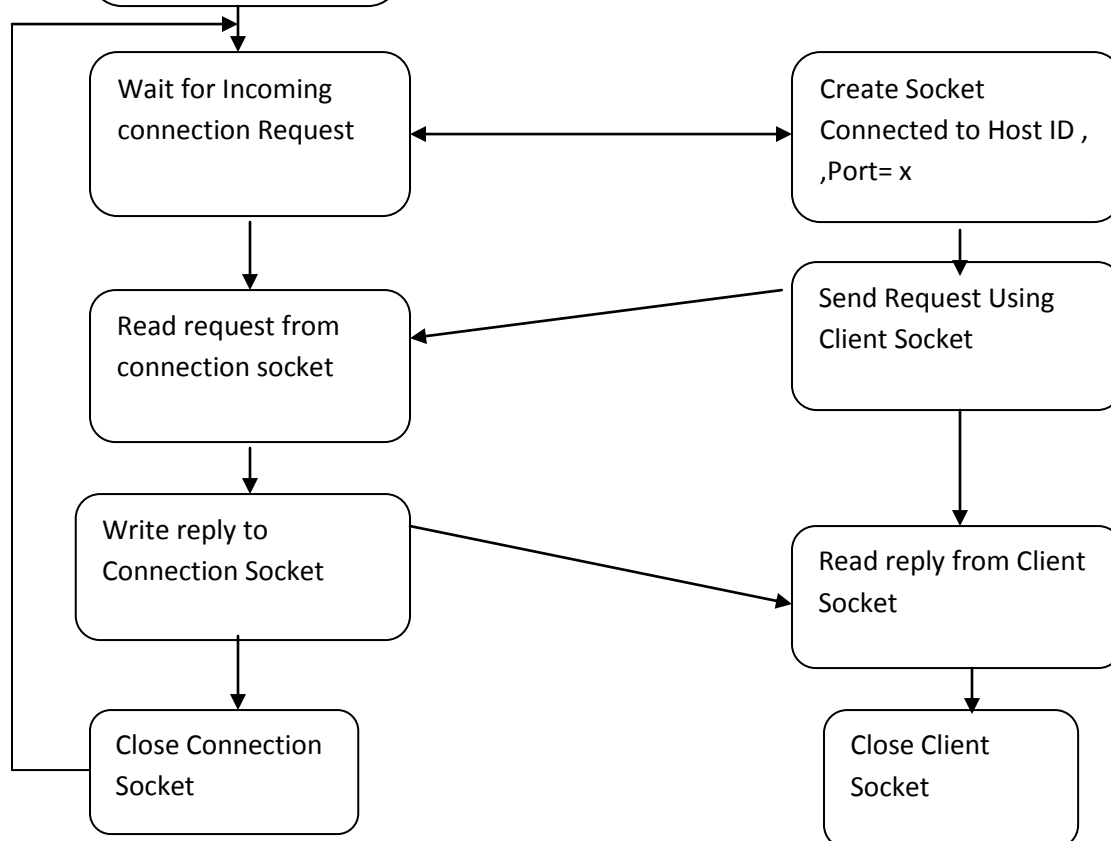 Wait for Incoming
connection Request
Create Socket
Connected to Host ID ,
,Port= x
Read request from
connection socket
Send Request Using
Client Socket
Write reply to
Connection Socket
Read reply from Client
Socket
Close Connection
Socket
Close Client
Socket